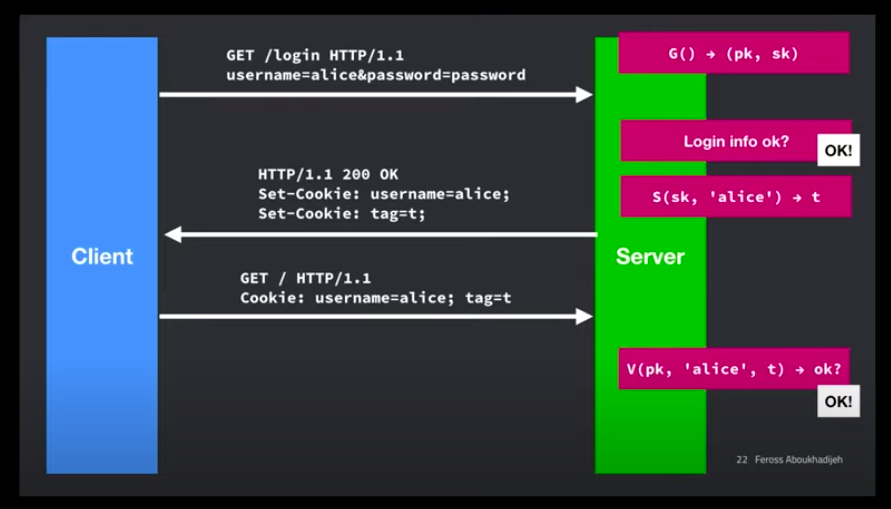 GET /login HTTP/1.1
username=alice&password=password
G() → (pk, sk)
Login info ok?
OK!
HTTP/1.1 200 OK
Set-Cookie: username=alice;
Set-Cookie: tag=t;
S(sk, 'alice') → t
Client
Server
GET / HTTP/1.1
Cookie: username=alice; tag=t
V(pk, 'alice', t) → ok?
OK!
22 Feross Aboukhadijeh